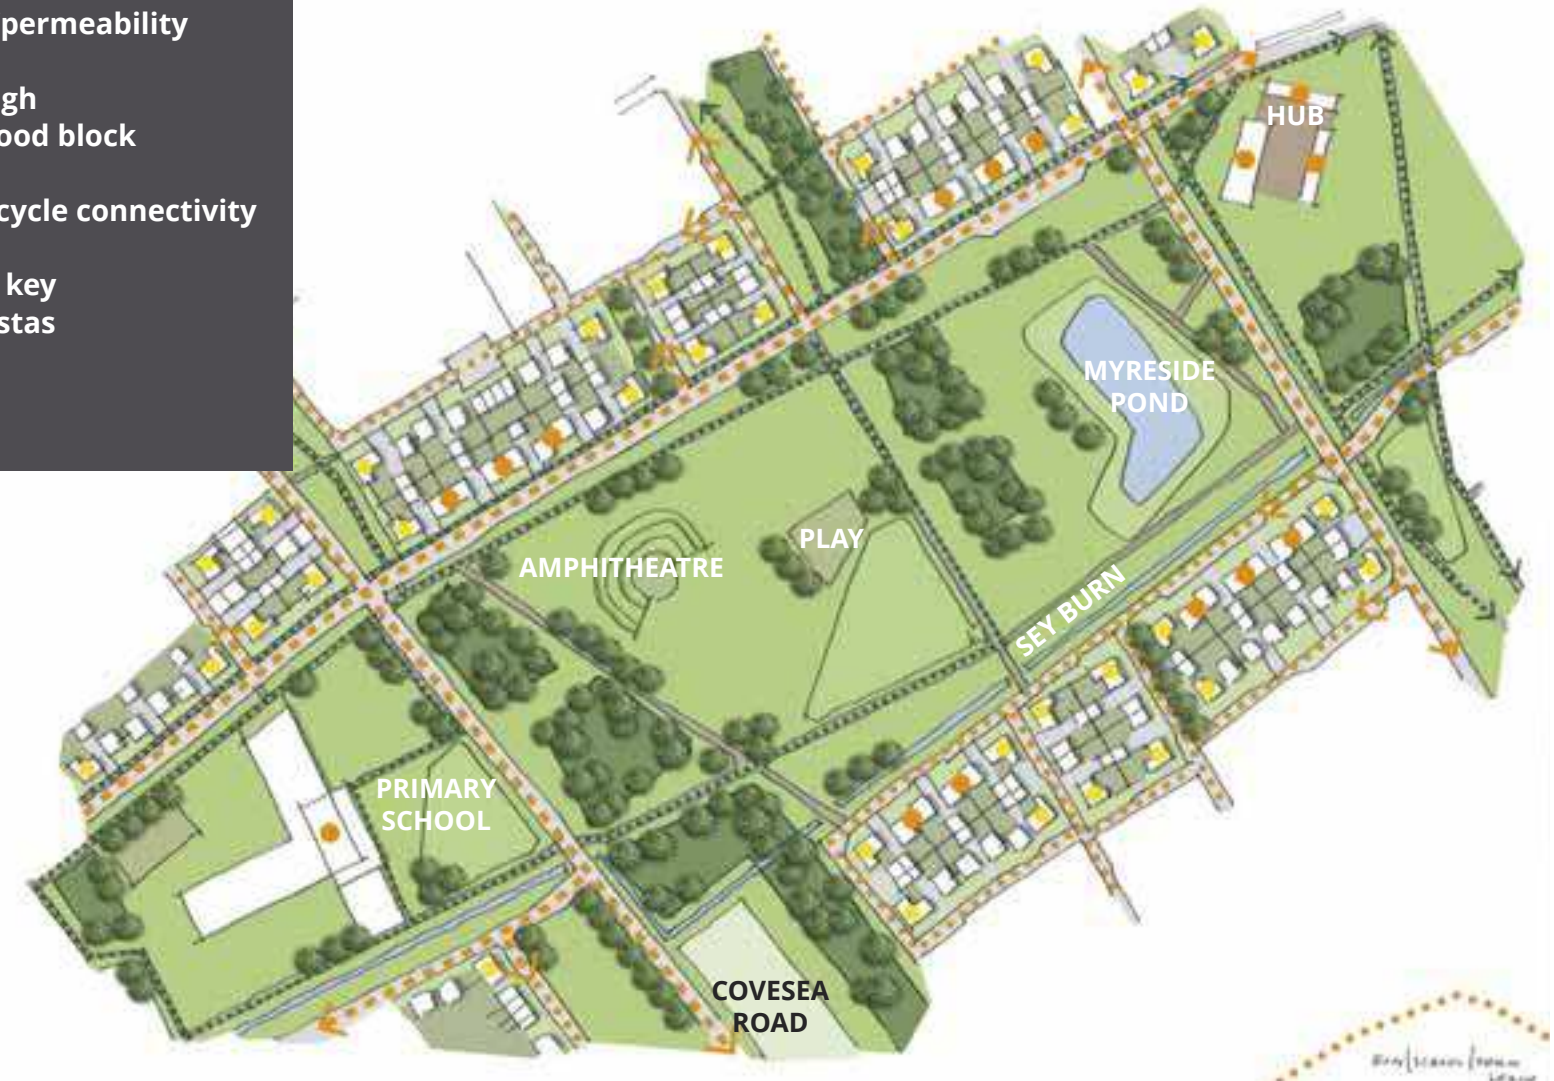 permeability
gh
ood block
cycle connectivity
key
stas
HUB
MYRESIDE
POND
PLAY
AMPHITHEATRE
SEY BURN
PRIMARY
SCHOOL
COVESEA
ROAD